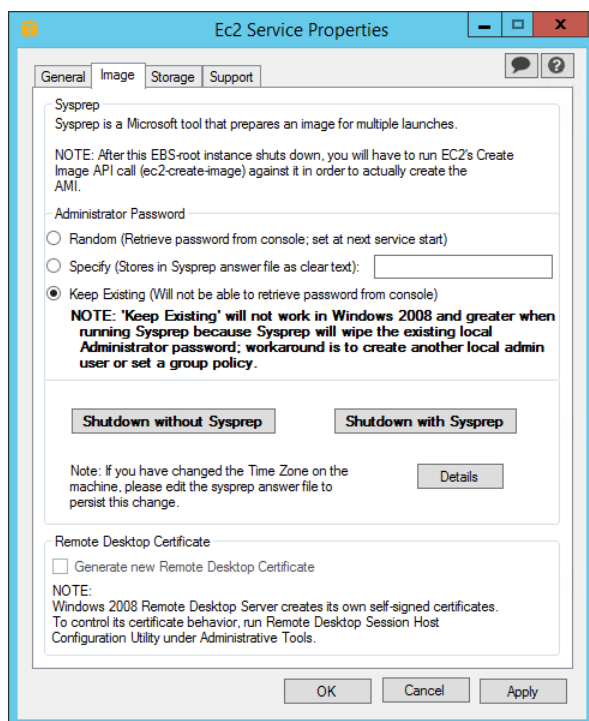 Ec2 Service Properties
General Image Storage Support
Sysprep
Sysprep is a Microsoft tool that prepares an image for multiple launches.
NOTE: After this EBS-root instance shuts down, you will have to run EC2's Create
Image API call (ec2-create-image) against it in order to actually create the
AMI.
Administrator Password
Random (Retrieve password from console; set at next service start)
Specify (Stores in Sysprep answer file as clear text):
Keep Existing (Will not be able to retrieve password from console)
NOTE: 'Keep Existing' will not work in Windows 2008 and greater when
running Sysprep because Sysprep will wipe the existing local
Administrator password; workaround is to create another local admin
user or set a group policy.
Shutdown without Sysprep Shutdown with Sysprep
Note: If you have changed the Time Zone on the
machine, please edit the sysprep answer file to
persist this change.
Details
Remote Desktop Certificate
Generate new Remote Desktop Certificate
NOTE:
Windows 2008 Remote Desktop Server creates its own self-signed certificates.
To control its certificate behavior, run Remote Desktop Session Host
Configuration Utility under Administrative Tools.
OK Cancel Apply